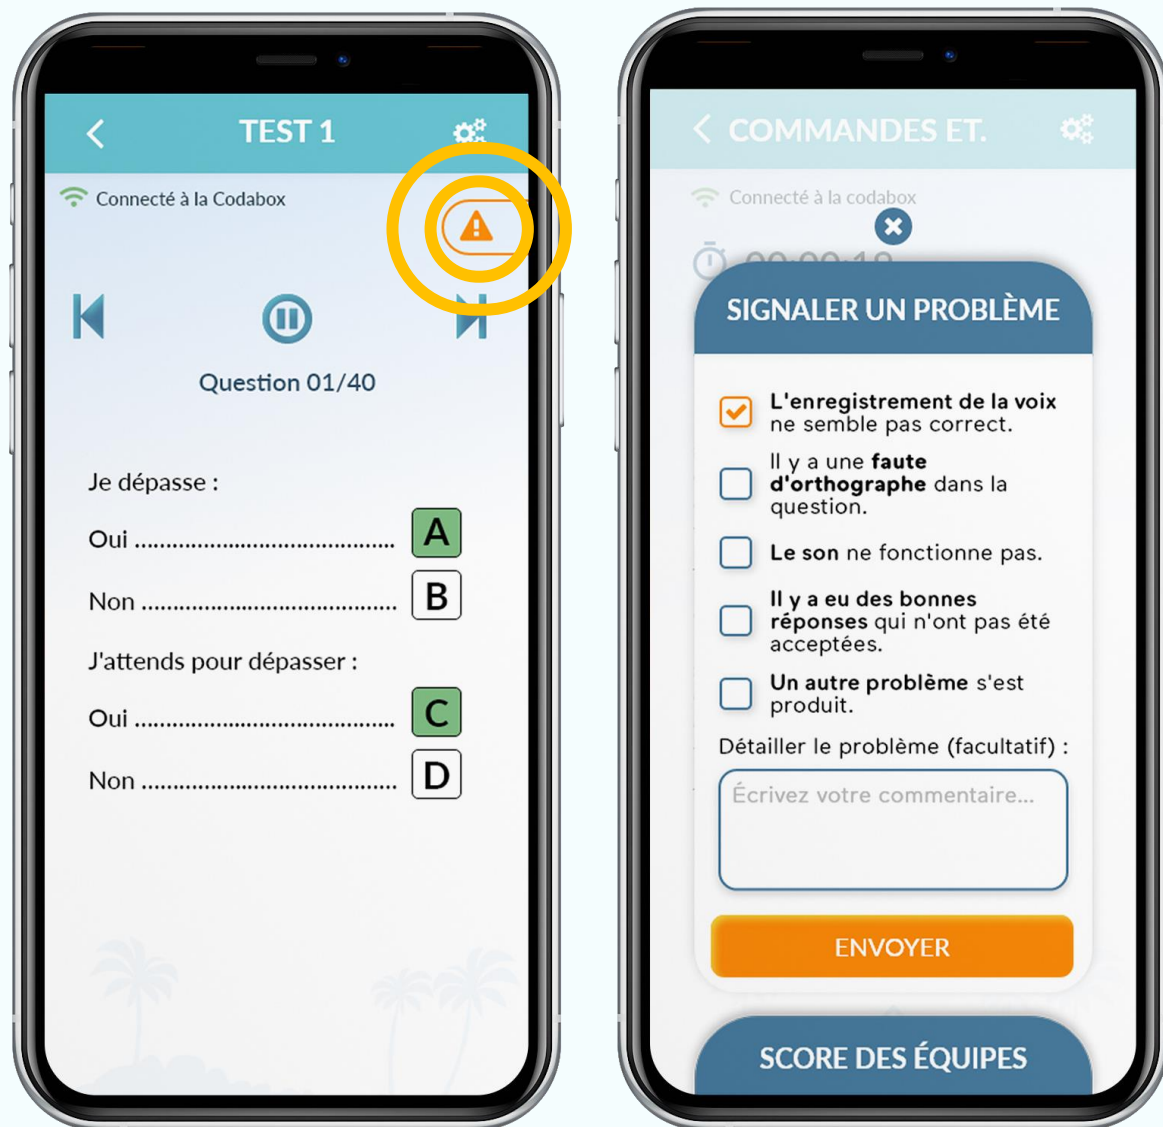 TEST 1
Connecté à la Codabox
Question 01/40
Je dépasse :
Oui ........................................ A
Non ....................................... B
J'attends pour dépasser :
Oui ........................................ C
Non ....................................... D
COMMANDES ET.
Connecté à la codabox
00:00:18
SIGNALER UN PROBLÈME
L'enregistrement de la voix
ne semble pas correct.
Il y a une faute
d'orthographe dans la
question.
Le son ne fonctionne pas.
Il y a eu des bonnes
réponses qui n'ont pas été
acceptées.
Un autre problème s'est
produit.
Détailler le problème (facultatif) :
Écrivez votre commentaire...
ENVOYER
SCORE DES ÉQUIPES